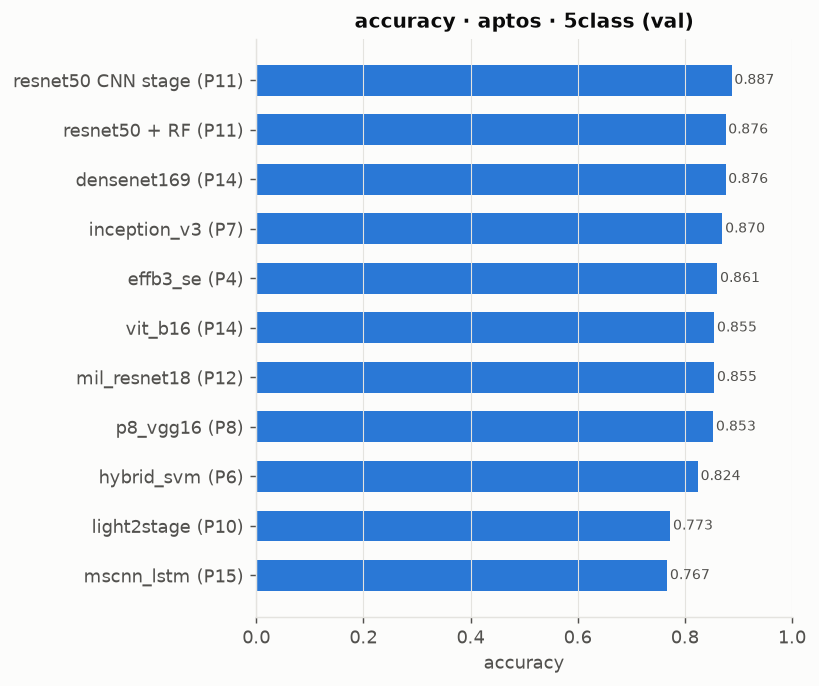 accuracy · aptos · 5class (val)
resnet50 CNN stage (P11) 0.887
resnet50 + RF (P11) 0.876
densenet169 (P14) 0.876
inception_v3 (P7) 0.870
effb3_se (P4) 0.861
vit_b16 (P14) 0.855
mil_resnet18 (P12) 0.855
p8_vgg16 (P8) 0.853
hybrid_svm (P6) 0.824
light2stage (P10) 0.773
mscnn_lstm (P15) 0.767
0.0 0.2 0.4 0.6 0.8 1.0
accuracy